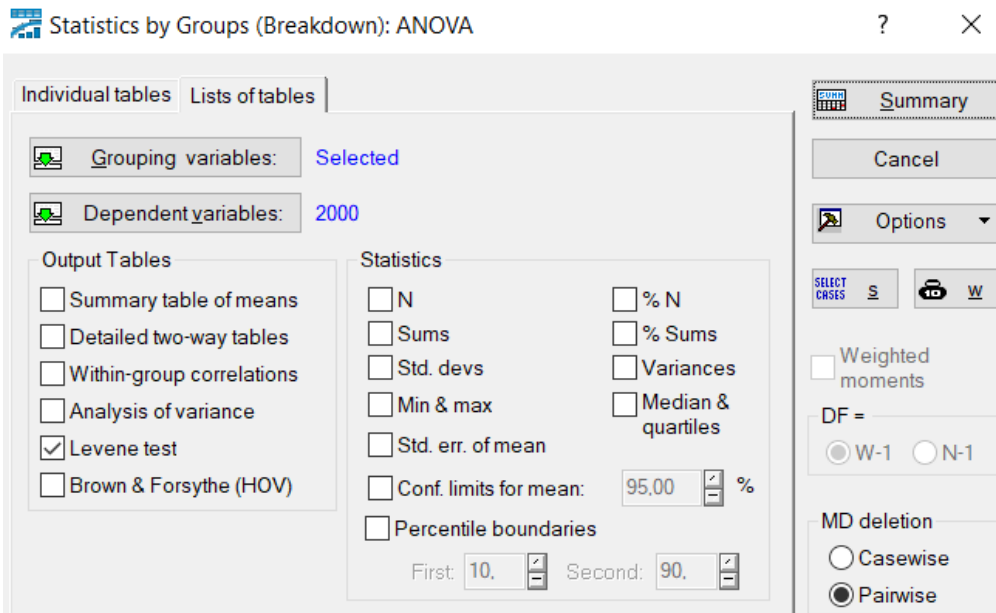 Statistics by Groups (Breakdown): ANOVA
?
Individual tables
Lists of tables
Summary
Grouping variables:
Selected
Cancel
Dependent variables:
2000
Options
Output Tables
Summary table of means
Detailed two-way tables
Within-group correlations
Analysis of variance
Levene test
Brown & Forsythe (HOV)
Statistics
N
% N
Sums
% Sums
Std. devs
Variances
Min & max
Median &
quartiles
Std. err. of mean
Conf. limits for mean:
95,00
%
Percentile boundaries
First:
10,
Second:
90,
SELECT
CASES
S
W
Weighted
moments
DF =
W-1
N-1
MD deletion
Casewise
Pairwise